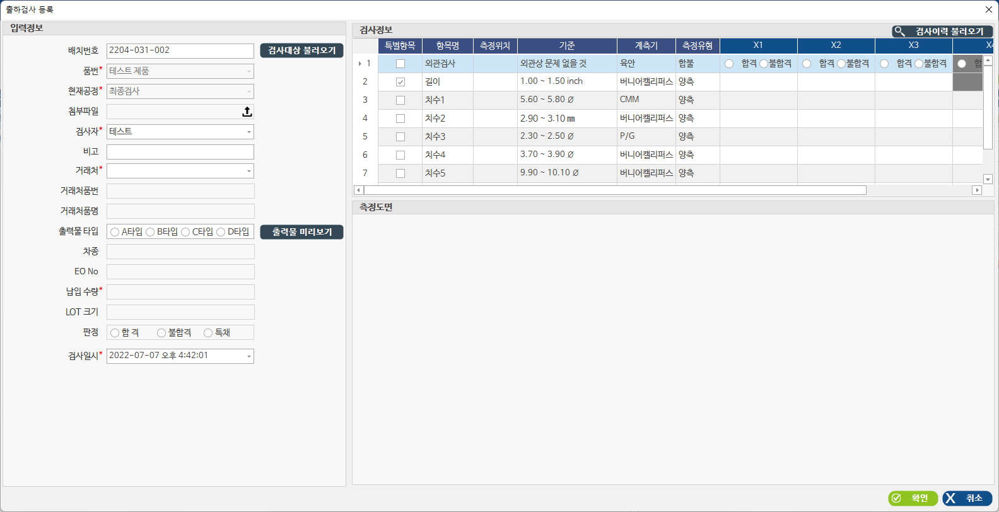 출하검사 등록
입력정보
배치번호 2204-031-002 검사대상 불러오기
품번* 테스트 제품
현재공정* 최종검사
첨부파일
검사자* 테스트
비고
거래처*
거래처품번
거래처품명
출력물 타입 A타입 B타입 C타입 D타입 출력물 미리보기
차종
EO No
납입 수량*
LOT 크기
판정 합 격 불합격 특채
검사일시* 2022-07-07 오후 4:42:01
검사정보 검사이력 불러오기
특별항목 항목명 측정위치 기준 계측기 측정유형 X1 X2 X3 X4
1 외관검사 외관상 문제 없을 것 육안 합불 합격 불합격 합격 불합격 합격 불합격 합
2 길이 1.00 ~ 1.50 inch 버니어캘리퍼스 양측
3 치수1 5.60 ~ 5.80 Ø CMM 양측
4 치수2 2.90 ~ 3.10 ㎜ 버니어캘리퍼스 양측
5 치수3 2.30 ~ 2.50 Ø P/G 양측
6 치수4 3.70 ~ 3.90 Ø 버니어캘리퍼스 양측
7 치수5 9.90 ~ 10.10 Ø 버니어캘리퍼스 양측
측정도면
확인 취소